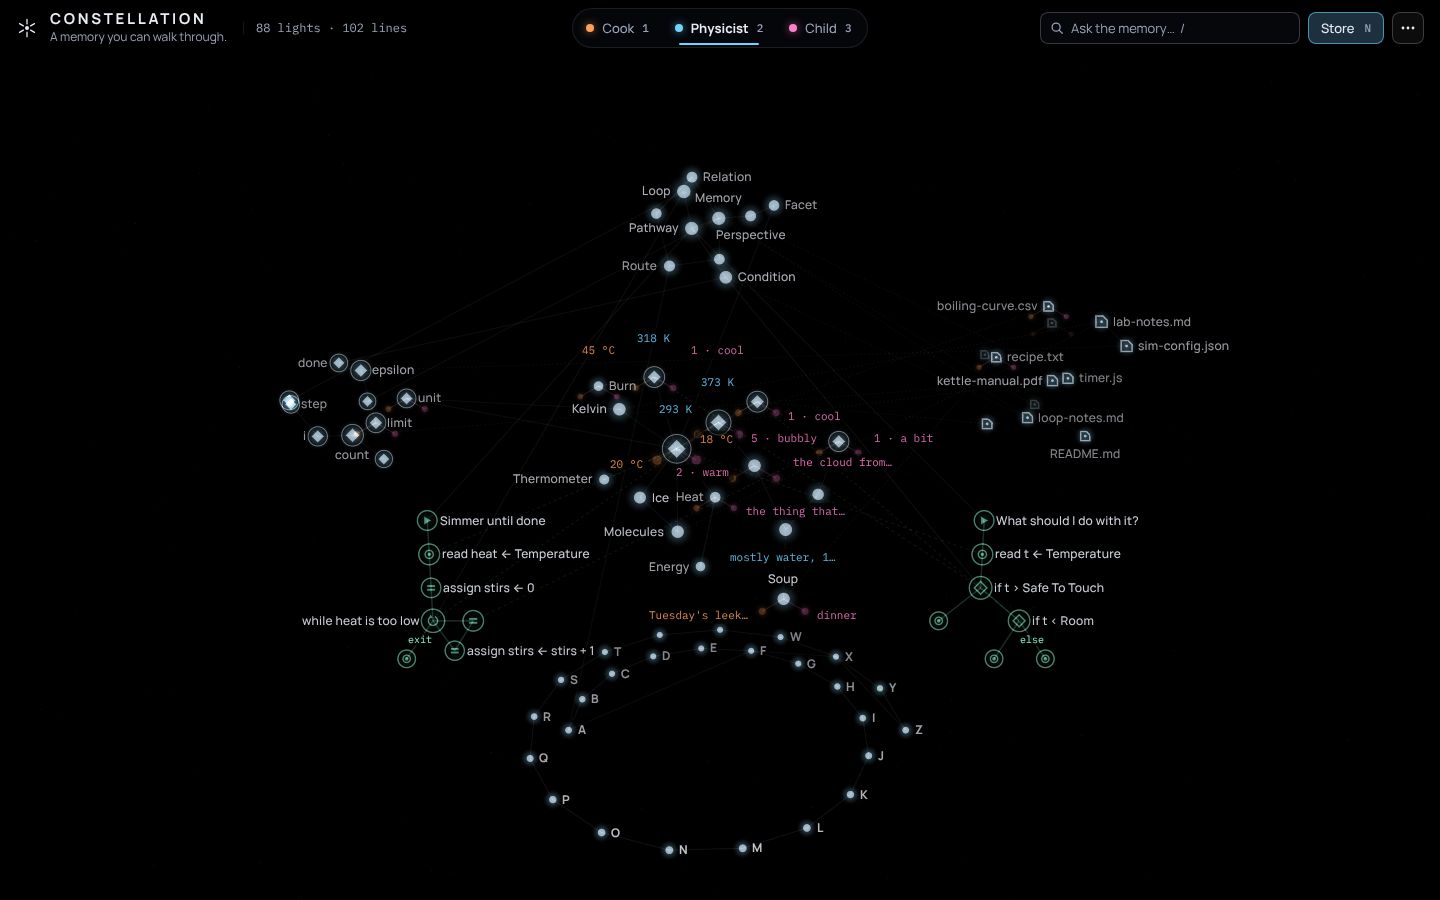 CONSTELLATION
A memory you can walk through.
88 lights · 102 lines
Cook 1
Physicist 2
Child 3
Ask the memory… /
Store N
Relation
Loop
Memory
Facet
Pathway
Perspective
Route
Condition
boiling-curve.csv
lab-notes.md
sim-config.json
recipe.txt
kettle-manual.pdf
timer.js
loop-notes.md
README.md
318 K
45 °C
1 · cool
done
epsilon
step
unit
limit
i
count
Burn
373 K
Kelvin
293 K
1 · cool
18 °C
5 · bubbly
1 · a bit
20 °C
2 · warm
the cloud from…
Thermometer
Ice
Heat
the thing that…
Molecules
mostly water, 1…
Energy
Soup
Tuesday's leek…
dinner
Simmer until done
read heat ← Temperature
assign stirs ← 0
while heat is too low
exit
assign stirs ← stirs + 1
What should I do with it?
read t ← Temperature
if t > Safe To Touch
if t < Room
else
T
D
E
F
W
G
X
S
C
H
Y
R
B
I
A
Z
Q
J
P
K
O
L
N
M